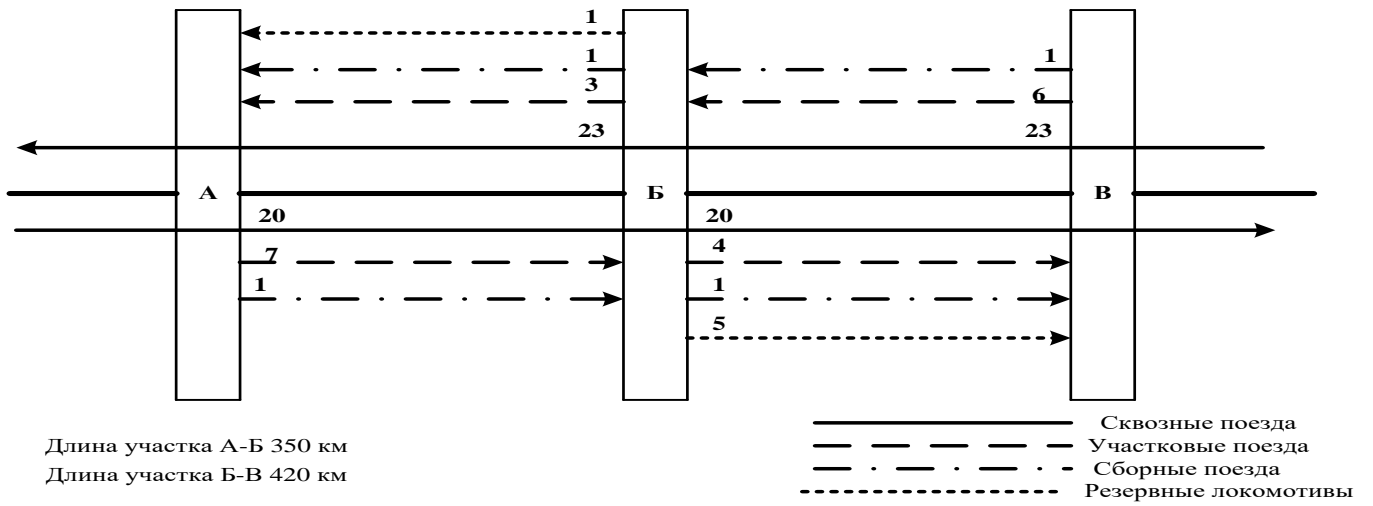 1
1
1
3
6
23
23
А
Б
В
20
20
7
4
1
1
5
Длина участка А-Б 350 км
Длина участка Б-В 420 км
Сквозные поезда
Участковые поезда
Сборные поезда
Резервные локомотивы